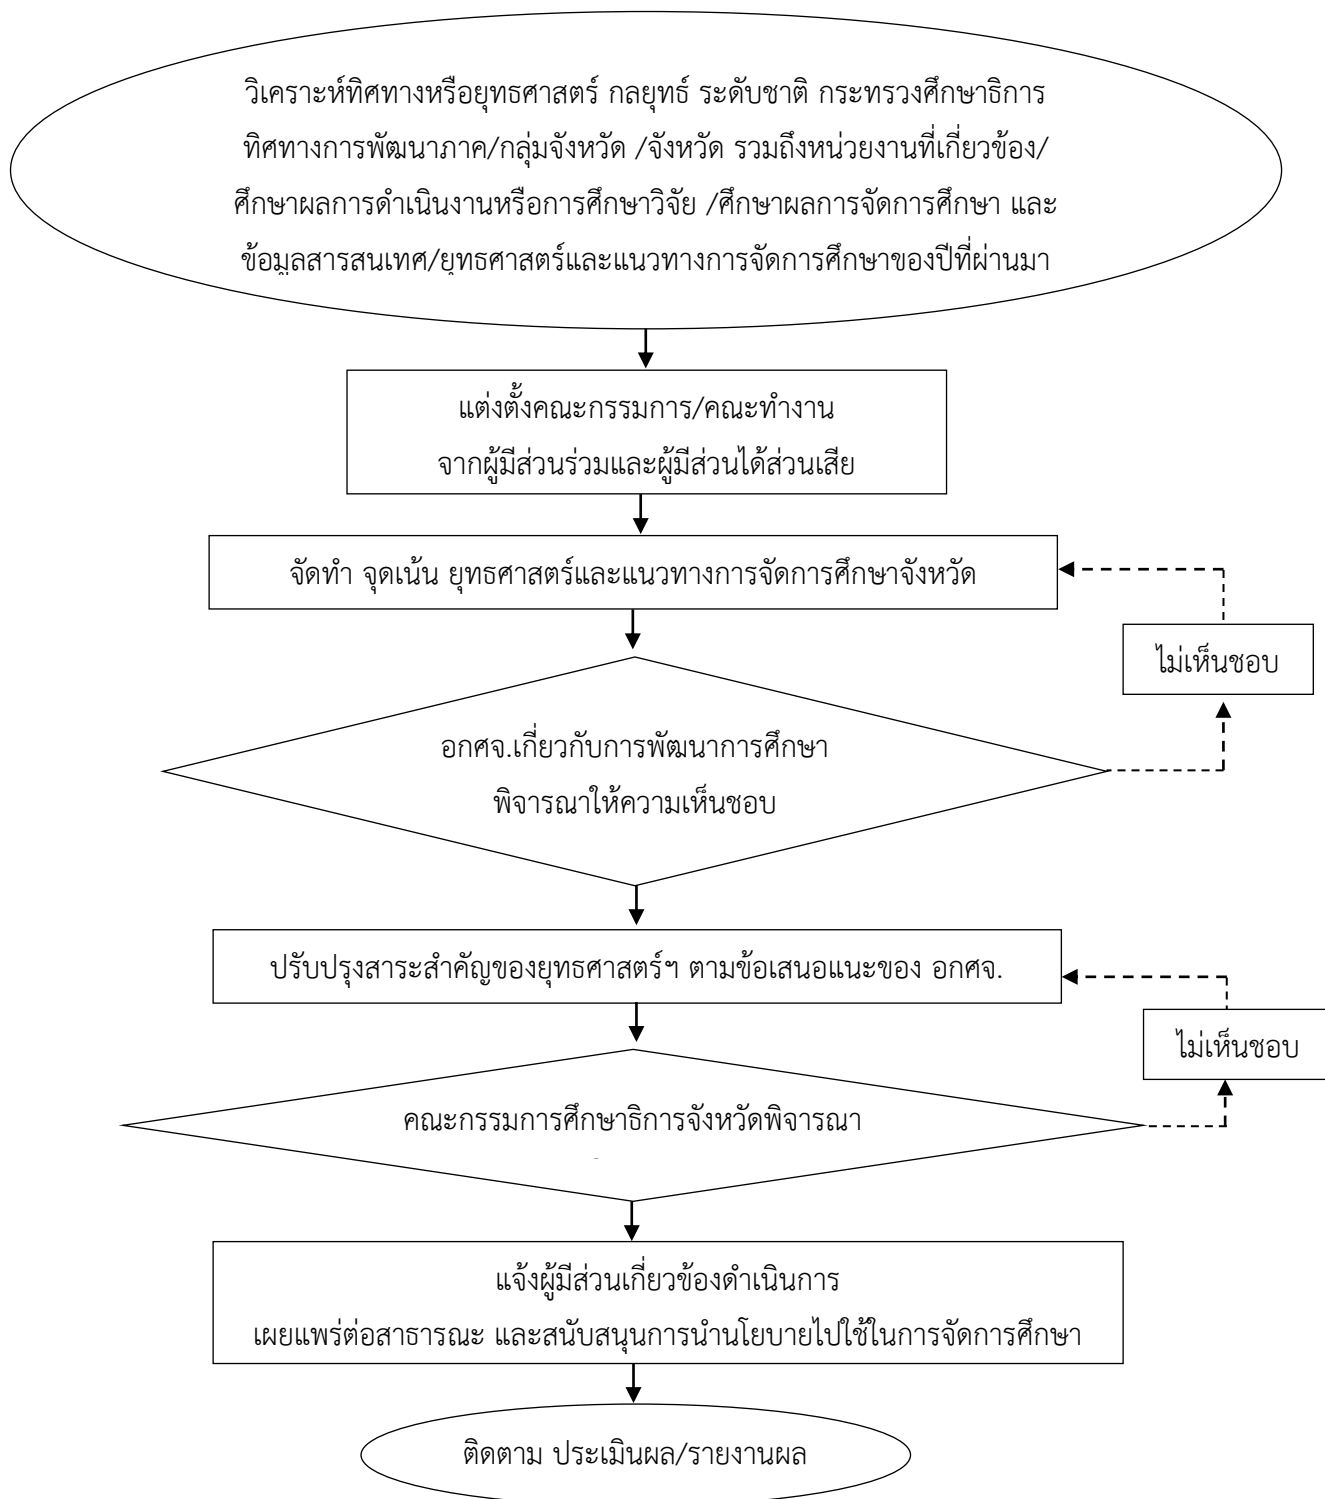 วิเคราะห์ทิศทางหรือยุทธศาสตร์ กลยุทธ์ ระดับชาติ กระทรวงศึกษาธิการ
ทิศทางการพัฒนาภาค/กลุ่มจังหวัด /จังหวัด รวมถึงหน่วยงานที่เกี่ยวข้อง/
ศึกษาผลการดำเนินงานหรือการศึกษาวิจัย /ศึกษาผลการจัดการศึกษา และ
ข้อมูลสารสนเทศ/ยุทธศาสตร์และแนวทางการจัดการศึกษาของปีที่ผ่านมา
แต่งตั้งคณะกรรมการ/คณะทำงาน
จากผู้มีส่วนร่วมและผู้มีส่วนได้ส่วนเสีย
จัดทำ จุดเน้น ยุทธศาสตร์และแนวทางการจัดการศึกษาจังหวัด
ไม่เห็นชอบ
อกศจ.เกี่ยวกับการพัฒนาการศึกษา
พิจารณาให้ความเห็นชอบ
ปรับปรุงสาระสำคัญของยุทธศาสตร์ฯ ตามข้อเสนอแนะของ อกศจ.
ไม่เห็นชอบ
คณะกรรมการศึกษาธิการจังหวัดพิจารณา
แจ้งผู้มีส่วนเกี่ยวข้องดำเนินการ
เผยแพร่ต่อสาธารณะ และสนับสนุนการนำนโยบายไปใช้ในการจัดการศึกษา
ติดตาม ประเมินผล/รายงานผล